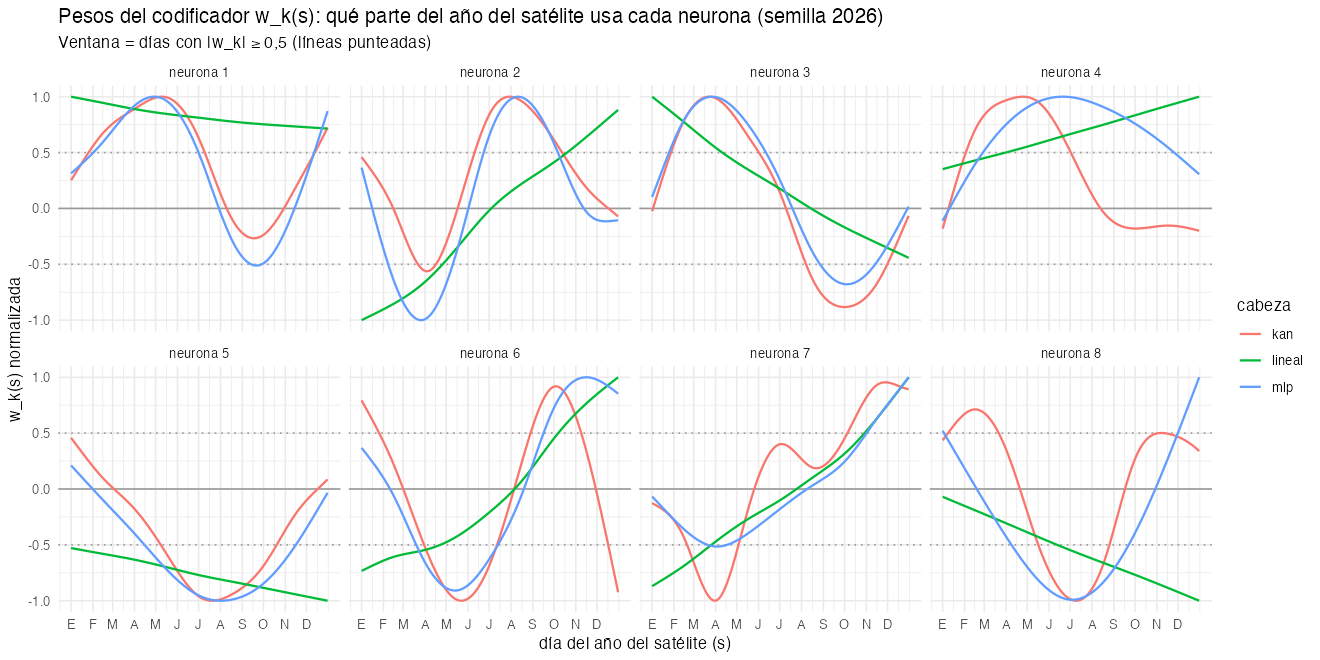 Pesos del codificador w_k(s): qué parte del año del satélite usa cada neurona (semilla 2026)
Ventana = días con |w_k| ≥ 0,5 (líneas punteadas)
neurona 1
neurona 2
neurona 3
neurona 4
1.0
0.5
0.0
-0.5
-1.0
neurona 5
neurona 6
neurona 7
neurona 8
1.0
0.5
0.0
-0.5
-1.0
E F M A M J J A S O N D
E F M A M J J A S O N D
E F M A M J J A S O N D
E F M A M J J A S O N D
día del año del satélite (s)
w_k(s) normalizada
cabeza
kan
lineal
mlp